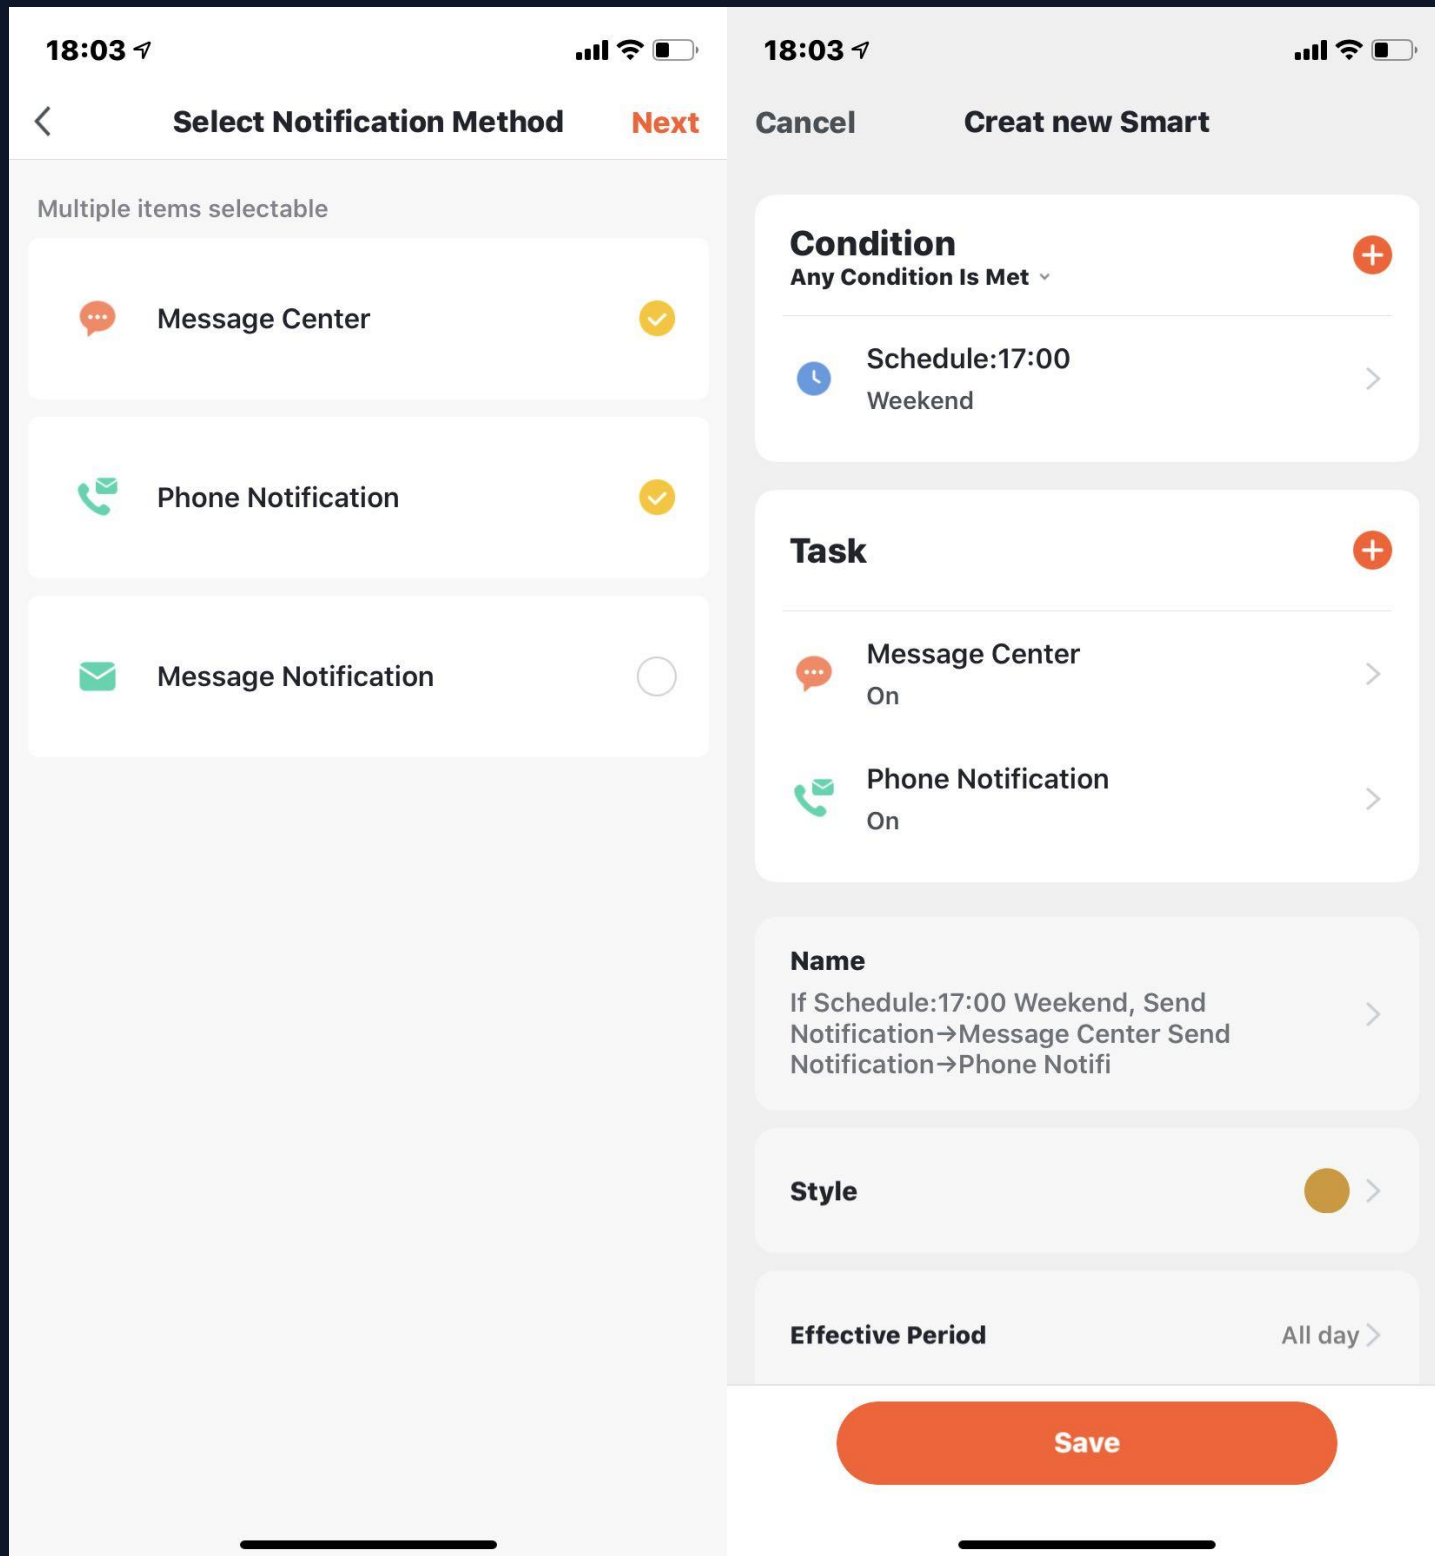 18:03
Select Notification Method
Next
Multiple items selectable
Message Center
Phone Notification
Message Notification
18:03
Cancel
Creat new Smart
Condition
Any Condition Is Met
Schedule:17:00
Weekend
Task
Message Center
On
Phone Notification
On
Name
If Schedule:17:00 Weekend, Send
Notification→Message Center Send
Notification→Phone Notifi
Style
Effective Period
All day
Save